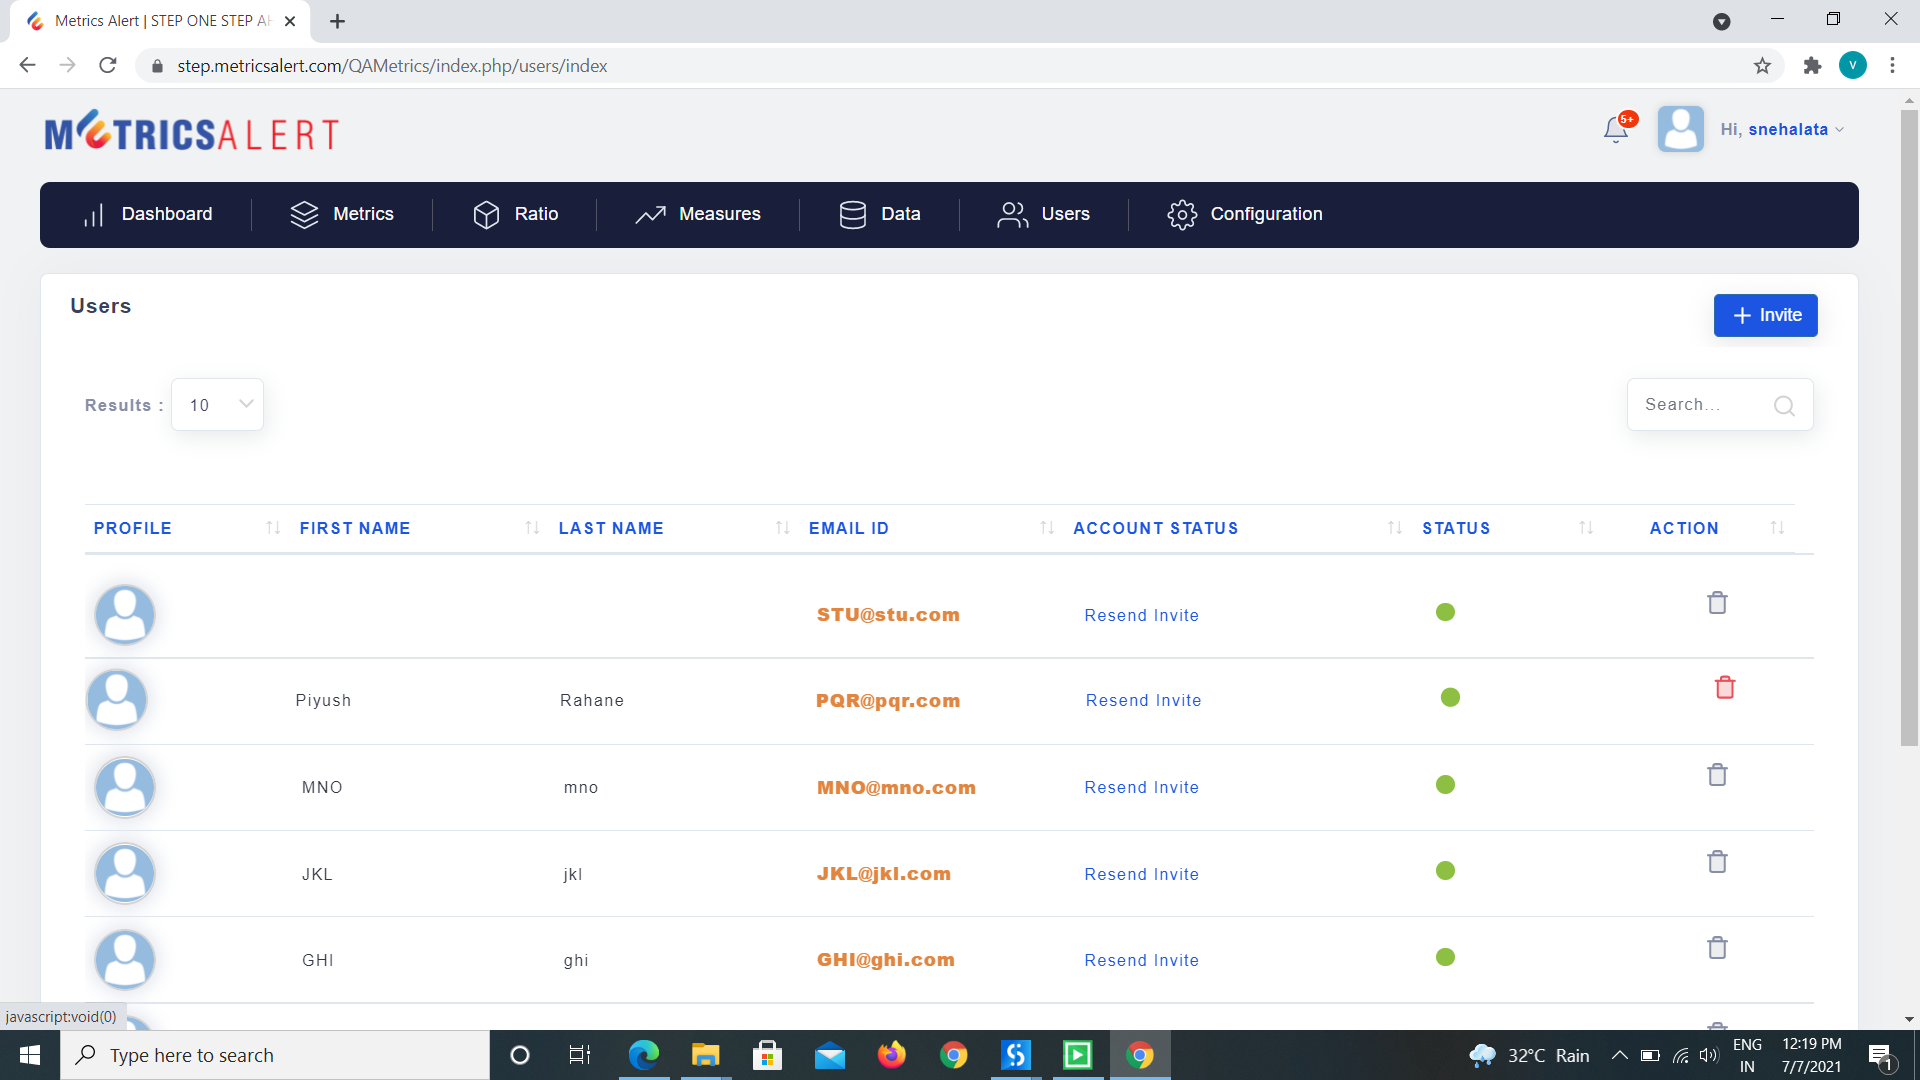 Metrics Alert | STEP ONE STEP AH
step.metricsalert.com/QAMetrics/index.php/users/index
V
METRICSALERT
5+
Hi, snehalata
Dashboard
Metrics
Ratio
Measures
Data
Users
Configuration
Users
Invite
Results :
10
Search...
PROFILE
FIRST NAME
LAST NAME
EMAIL ID
ACCOUNT STATUS
STATUS
ACTION
STU@stu.com
Resend Invite
Piyush
Rahane
PQR@pqr.com
Resend Invite
MNO
mno
MNO@mno.com
Resend Invite
JKL
jkl
JKL@jkl.com
Resend Invite
GHI
ghi
GHI@ghi.com
Resend Invite
javascript:void(0)
Type here to search
32°C Rain
ENG
IN
12:19 PM
7/7/2021
1